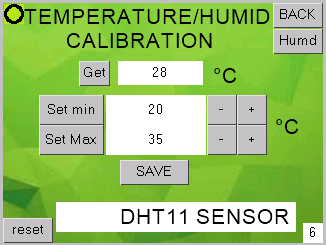 TEMPERATURE/HUMID BACK
CALIBRATION Humd
Get 28 °C
Set min 20 - +
°C
Set Max 35 - +
SAVE
DHT11 SENSOR
reset 6